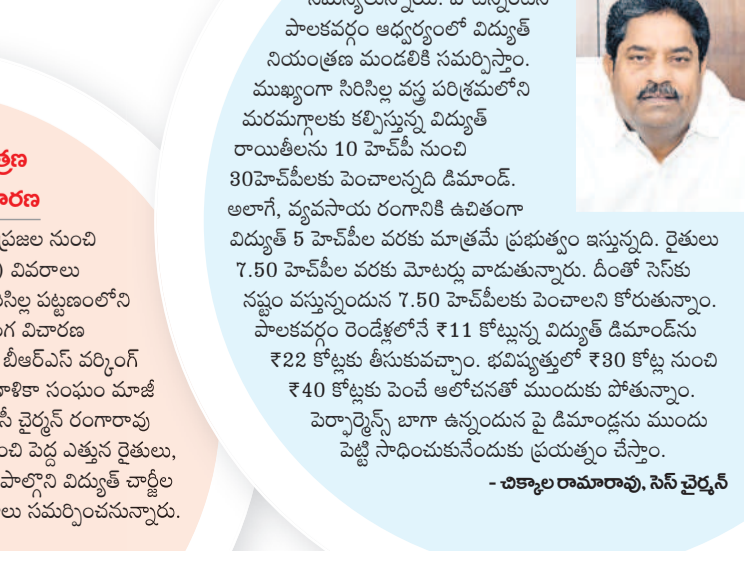 పాలకవర్గం ఆధ్వర్యంలో విద్యుత్
నియంత్రణ మండలికి సమర్పిస్తాం.
ముఖ్యంగా సిరిసిల్ల వస్త్ర పరిశ్రమలోని
మరమగ్గాలకు కల్పిస్తున్న విద్యుత్
రాయితీలను 10 హెచ్‌పీ నుంచి
30హెచ్‌పీలకు పెంచాలన్నది డిమాండ్.
అలాగే, వ్యవసాయ రంగానికి ఉచితంగా
విద్యుత్ 5 హెచ్‌పీల వరకు మాత్రమే ప్రభుత్వం ఇస్తున్నది. రైతులు
7.50 హెచ్‌పీల వరకు మోటర్లు వాడుతున్నారు. దీంతో సెస్‌కు
నష్టం వస్తున్నందున 7.50 హెచ్‌పీలకు పెంచాలని కోరుతున్నాం.
పాలకవర్గం రెండేళ్లలోనే ₹11 కోట్లున్న విద్యుత్ డిమాండ్‌ను
₹22 కోట్లకు తీసుకువచ్చాం. భవిష్యత్తులో ₹30 కోట్ల నుంచి
₹40 కోట్లకు పెంచే ఆలోచనతో ముందుకు పోతున్నాం.
పెర్ఫార్మెన్స్ బాగా ఉన్నందున పై డిమాండ్లను ముందు
పెట్టి సాధించుకునేందుకు ప్రయత్నం చేస్తాం.
- చిక్కాల రామారావు, సెస్ చైర్మన్
ప్రజల నుంచి
) వివరాలు
పట్టణంలోని
విచారణ
బీఆర్ఎస్ వర్కింగ్
సంఘం మాజీ
చైర్మన్ రంగారావు
పెద్ద ఎత్తున రైతులు,
పాల్గొని విద్యుత్ చార్జీల
సమర్పించనున్నారు.